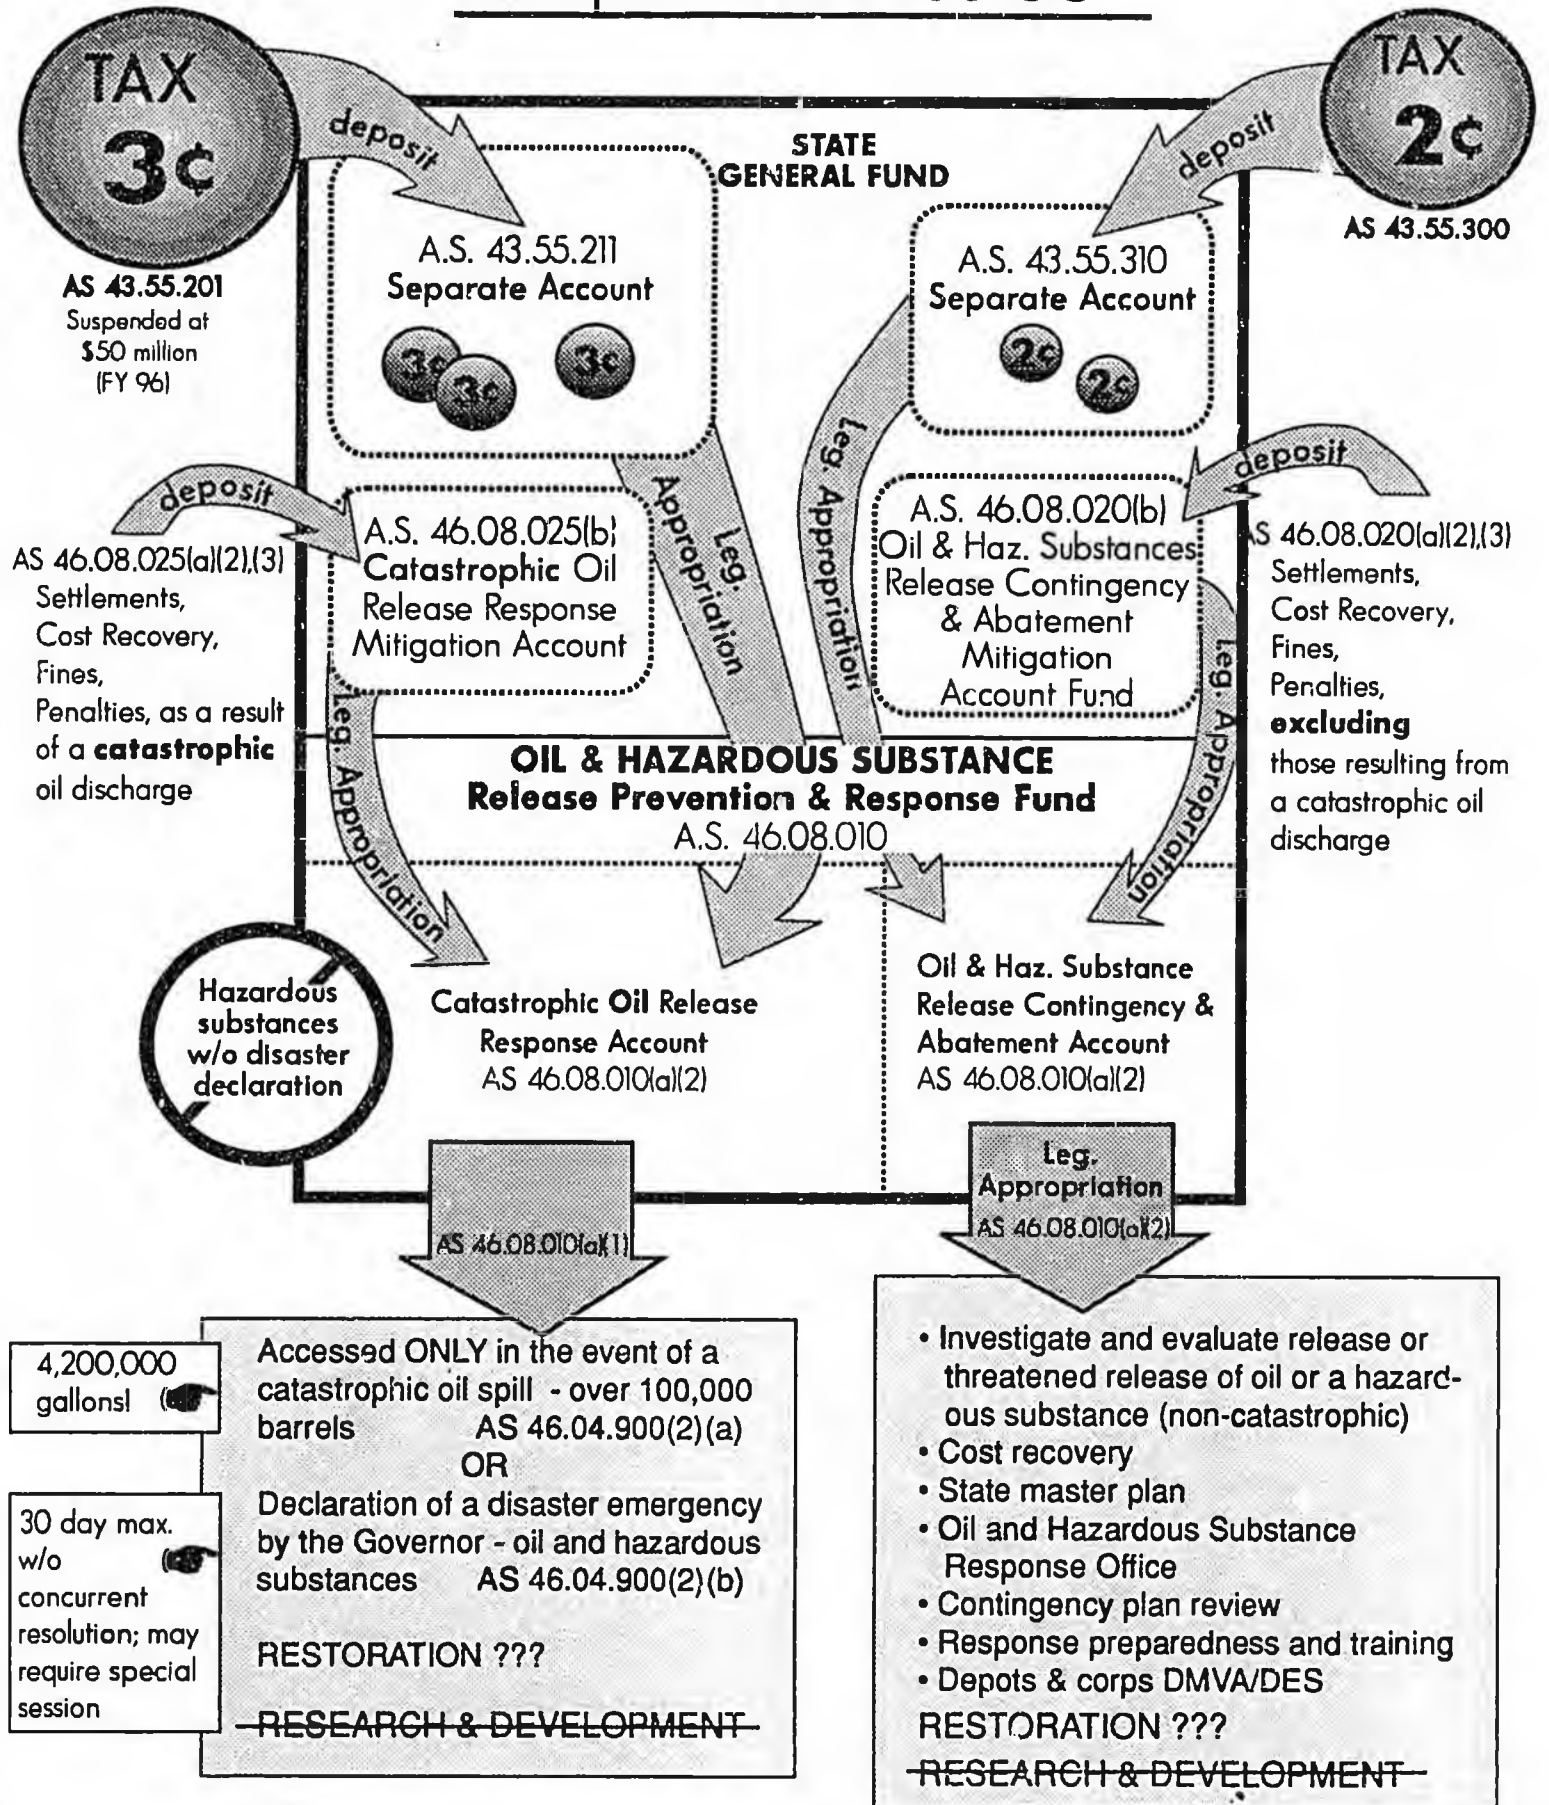 TAX
3¢
AS 43.55.201
Suspended at
$50 million
(FY 96)
deposit
STATE
GENERAL FUND
deposit
TAX
2¢
AS 43.55.300
A.S. 43.55.211
Separate Account
3¢
3¢
3¢
A.S. 43.55.310
Separate Account
2¢
2¢
deposit
AS 46.08.025(a)(2),(3)
Settlements,
Cost Recovery,
Fines,
Penalties, as a result
of a catastrophic
oil discharge
A.S. 46.08.025(b)
Catastrophic Oil
Release Response
Mitigation Account
Leg.
Appropriation
Leg. Appropriation
A.S. 46.08.020(b)
Oil & Haz. Substances
Release Contingency
& Abatement
Mitigation
Account Fund
deposit
AS 46.08.020(a)(2),(3)
Settlements,
Cost Recovery,
Fines,
Penalties,
excluding
those resulting from
a catastrophic oil
discharge
Leg. Appropriation
Leg. Appropriation
OIL & HAZARDOUS SUBSTANCE
Release Prevention & Response Fund
A.S. 46.08.010
Hazardous
substances
w/o disaster
declaration
Catastrophic Oil Release
Response Account
AS 46.08.010(a)(2)
Oil & Haz. Substance
Release Contingency &
Abatement Account
AS 46.08.010(a)(2)
AS 46.08.010(a)(1)
Leg.
Appropriation
AS 46.08.010(a)(2)
4,200,000
gallons!
30 day max.
w/o
concurrent
resolution; may
require special
session
Accessed ONLY in the event of a
catastrophic oil spill - over 100,000
barrels AS 46.04.900(2)(a)
OR
Declaration of a disaster emergency
by the Governor - oil and hazardous
substances AS 46.04.900(2)(b)
RESTORATION ???
RESEARCH & DEVELOPMENT
• Investigate and evaluate release or
threatened release of oil or a hazard-
ous substance (non-catastrophic)
• Cost recovery
• State master plan
• Oil and Hazardous Substance
Response Office
• Contingency plan review
• Response preparedness and training
• Depots & corps DMVA/DES
RESTORATION ???
RESEARCH & DEVELOPMENT